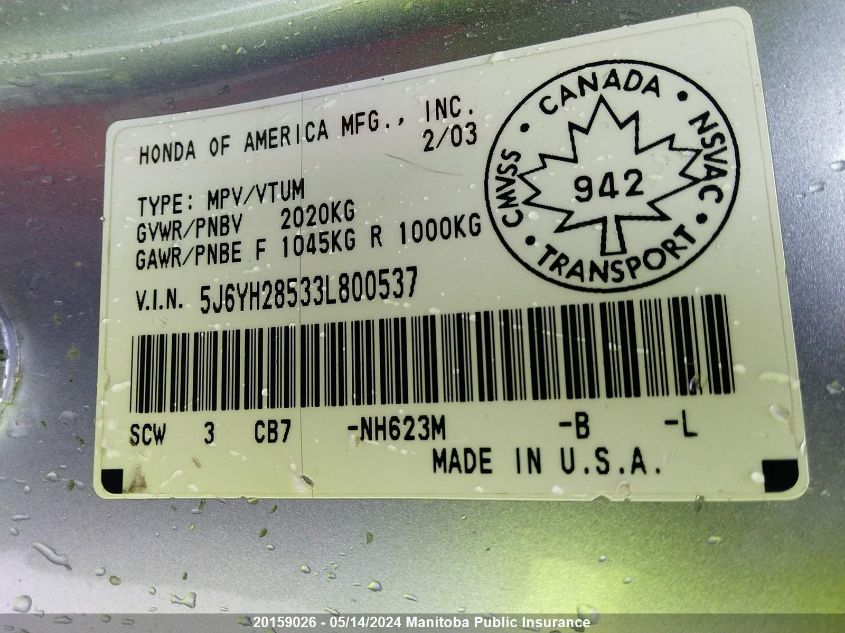 HONDA OF AMERICA MFG., INC.
2/03
TYPE: MPV/VTUM
GVWR/PNBV 2020KG
GAWR/PNBE F 1045KG R 1000KG
V.I.N. 5J6YH28533L800537
CANADA • NSVAC • TRANSPORT • CMVSS •
942
SCW 3 CB7 -NH623M -B -L
MADE IN U.S.A.
20159026 - 05/14/2024 Manitoba Public Insurance